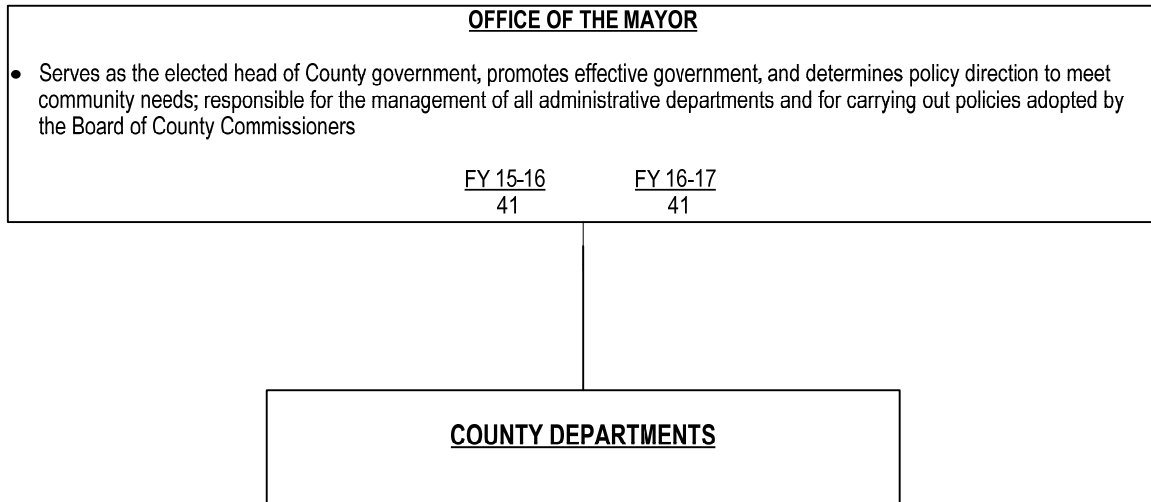 OFFICE OF THE MAYOR
• Serves as the elected head of County government, promotes effective government, and determines policy direction to meet
community needs; responsible for the management of all administrative departments and for carrying out policies adopted by
the Board of County Commissioners
FY 15-16 FY 16-17
41 41
COUNTY DEPARTMENTS